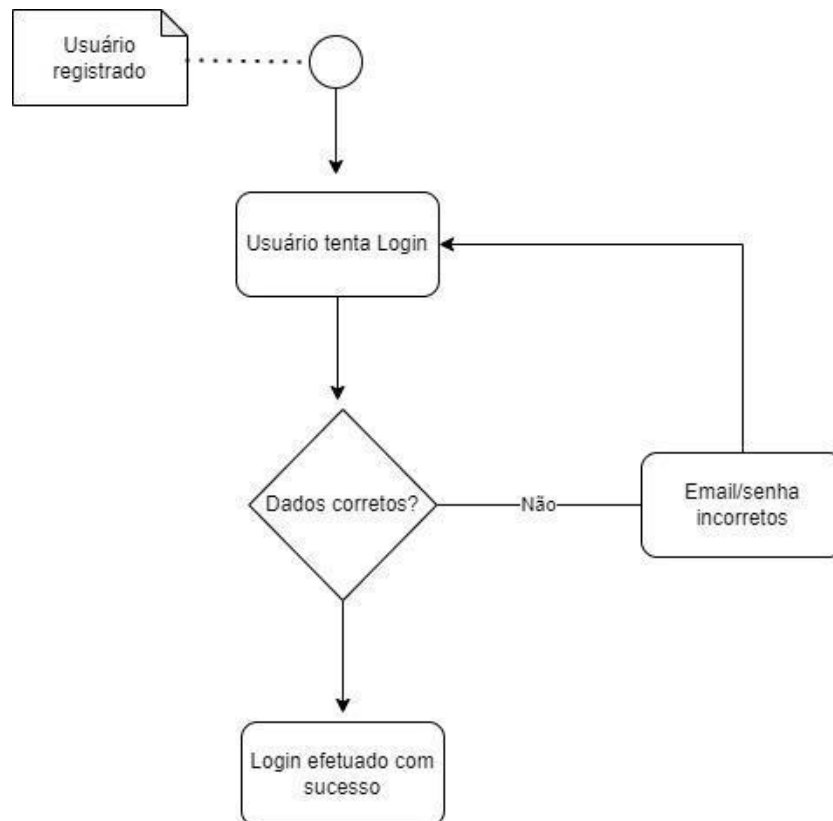 Usuário
registrado
Usuário tenta Login
Dados corretos?
Não
Email/senha
incorretos
Login efetuado com
sucesso